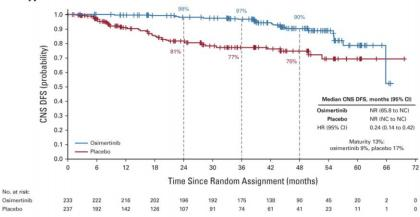 1.0
0.9
0.8
0.7
0.6
0.5
0.4
0.3
0.2
0.1
CNS DFS (probability)
98%
97%
90%
81%
77%
76%
Median CNS DFS, months (95% CI)
Osimertinib NR (65.8 to NC)
Placebo NR (NC to NC)
HR (95% CI) 0.24 (0.14 to 0.42)
Maturity 13%:
osimertinib 9%, placebo 17%
Osimertinib
Placebo
0 6 12 18 24 30 36 42 48 54 60 66 72
Time Since Random Assignment (months)
No. at risk:
Osimertinib 233 222 216 202 196 192 175 138 90 45 20 2 0
Placebo 237 192 142 126 107 91 74 61 41 23 11 1 0